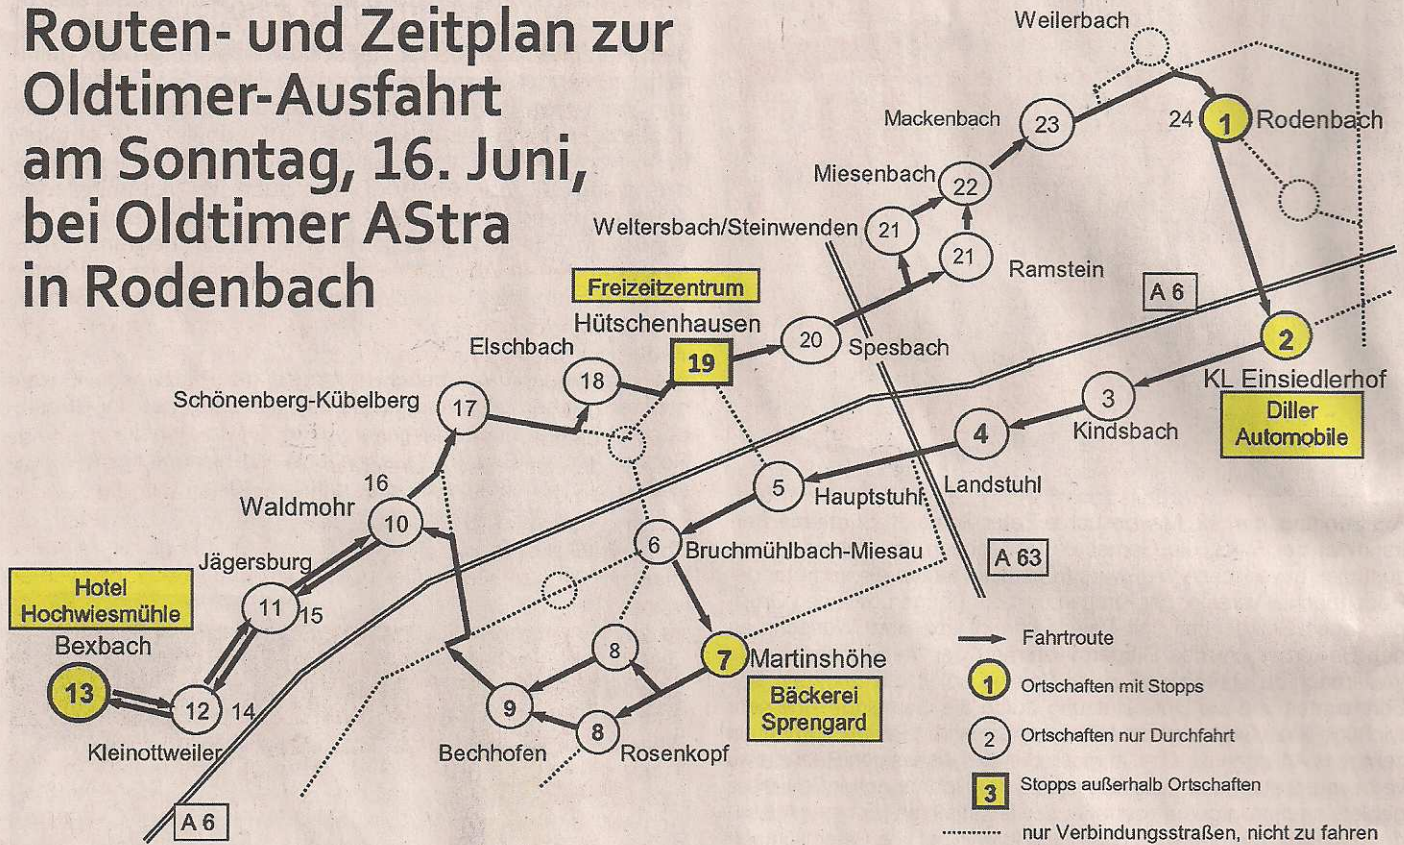 Routen- und Zeitplan zur
Oldtimer-Ausfahrt
am Sonntag, 16. Juni,
bei Oldtimer AStra
in Rodenbach
Weilerbach
Mackenbach
23
24
1
Rodenbach
Miesenbach
22
Weltersbach/Steinwenden
21
21
Ramstein
A 6
Freizeitzentrum
Hütschenhausen
19
20
Spesbach
2
KL Einsiedlerhof
Diller
Automobile
Elschbach
18
3
Kindsbach
Schönenberg-Kübelberg
17
4
Landstuhl
5
Hauptstuhl
16
Waldmohr
10
6
Bruchmühlbach-Miesau
A 63
Jägersburg
11
15
Hotel
Hochwiesmühle
Bexbach
13
12
14
Kleinottweiler
A 6
8
7
Martinshöhe
Bäckerei
Sprengard
9
Bechhofen
8
Rosenkopf
Fahrtroute
1
Ortschaften mit Stopps
2
Ortschaften nur Durchfahrt
3
Stopps außerhalb Ortschaften
nur Verbindungsstraßen, nicht zu fahren